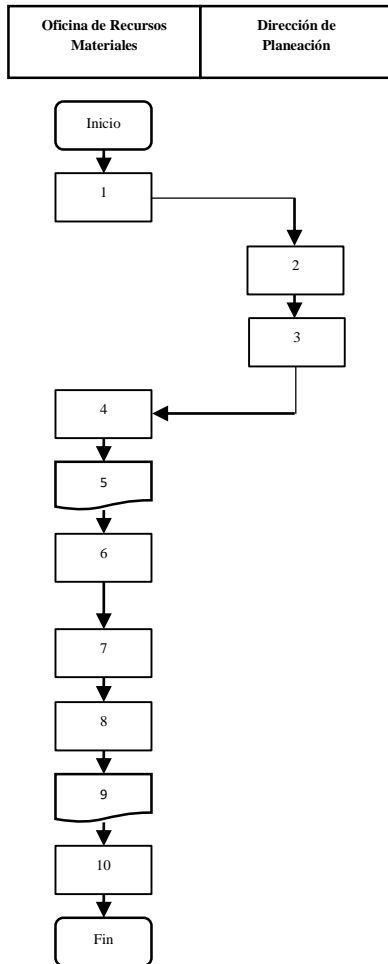 Oficina de Recursos
Materiales
Dirección de
Planeación
Inicio
1
2
3
4
5
6
7
8
9
10
Fin